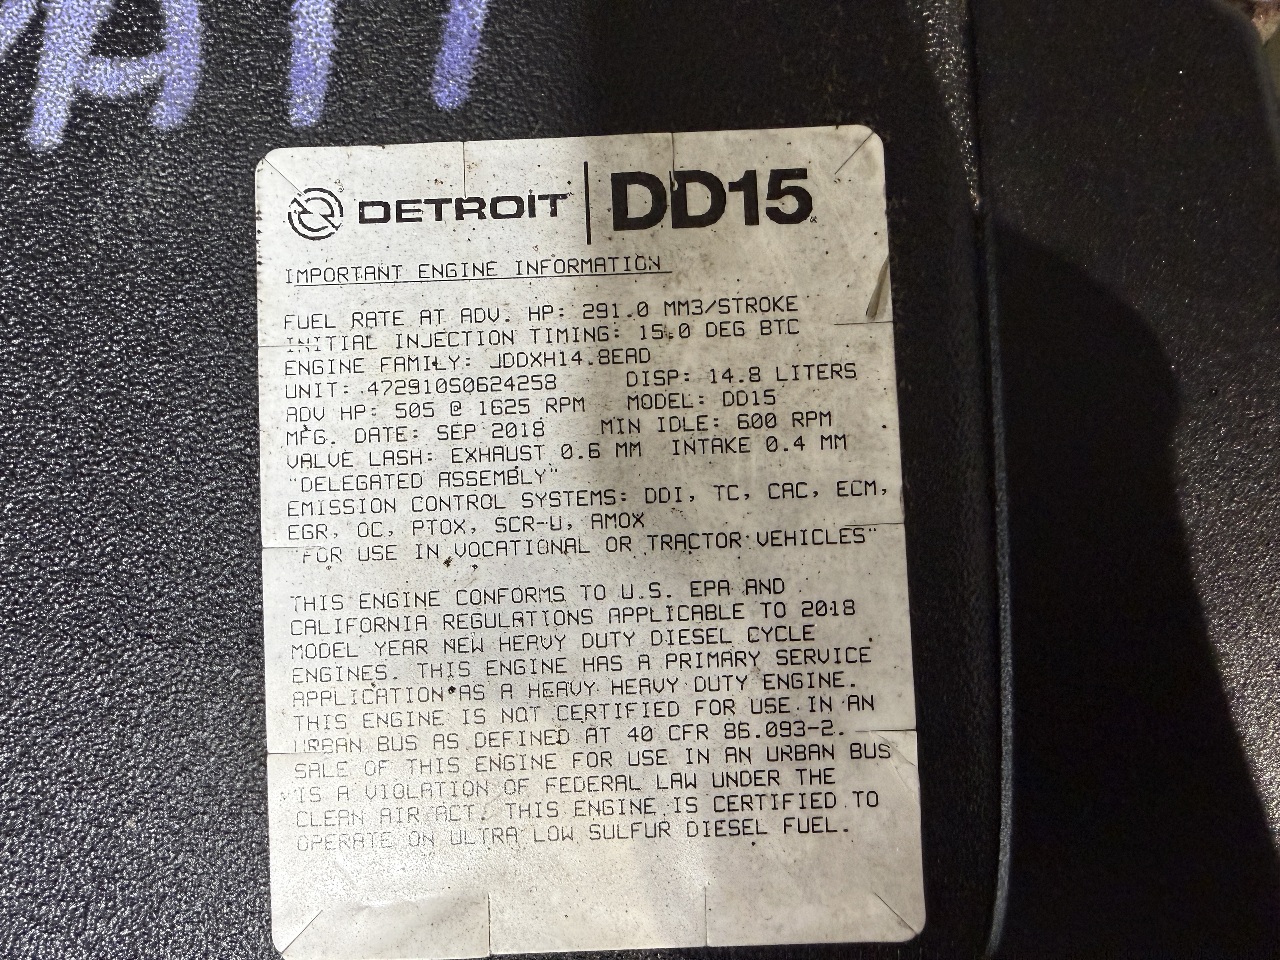 DETROIT DD15
IMPORTANT ENGINE INFORMATION
FUEL RATE AT ADV. HP: 291.0 MM3/STROKE
INITIAL INJECTION TIMING: 15.0 DEG BTC
ENGINE FAMILY: JDDXH14.8EAD
UNIT: 472910S0624258 DISP: 14.8 LITERS
ADV HP: 505 @ 1625 RPM MODEL: DD15
MFG. DATE: SEP 2018 MIN IDLE: 600 RPM
VALVE LASH: EXHAUST 0.6 MM INTAKE 0.4 MM
"DELEGATED ASSEMBLY"
EMISSION CONTROL SYSTEMS: DDI, TC, CAC, ECM,
EGR, OC, PTOX, SCR-U, AMOX
"FOR USE IN VOCATIONAL OR TRACTOR VEHICLES"
THIS ENGINE CONFORMS TO U.S. EPA AND
CALIFORNIA REGULATIONS APPLICABLE TO 2018
MODEL YEAR NEW HEAVY DUTY DIESEL CYCLE
ENGINES. THIS ENGINE HAS A PRIMARY SERVICE
APPLICATION AS A HEAVY HEAVY DUTY ENGINE.
THIS ENGINE IS NOT CERTIFIED FOR USE IN AN
URBAN BUS AS DEFINED AT 40 CFR 86.093-2.
SALE OF THIS ENGINE FOR USE IN AN URBAN BUS
IS A VIOLATION OF FEDERAL LAW UNDER THE
CLEAN AIR ACT. THIS ENGINE IS CERTIFIED TO
OPERATE ON ULTRA LOW SULFUR DIESEL FUEL.